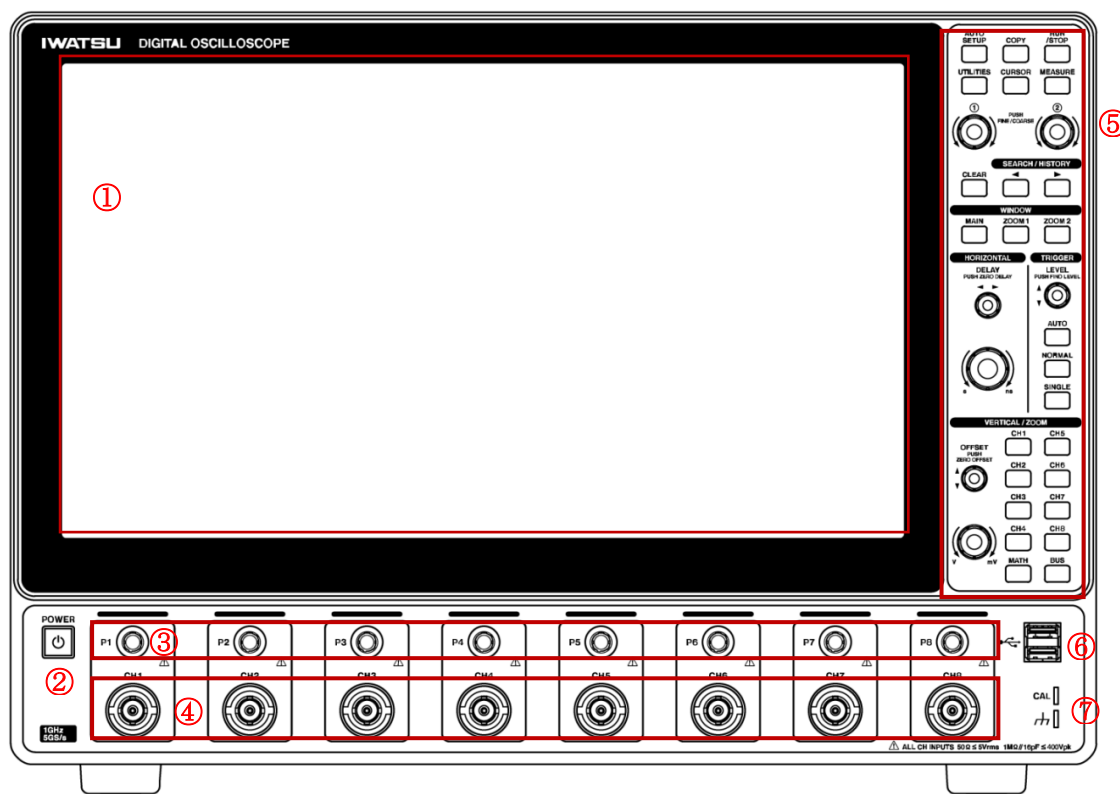 IWATSU DIGITAL OSCILLOSCOPE
①
AUTO SETUP COPY RUN /STOP
UTILITIES CURSOR MEASURE
① PUSH FINE/COARSE ②
⑤
SEARCH / HISTORY
CLEAR ◄ ►
WINDOW
MAIN ZOOM 1 ZOOM 2
HORIZONTAL TRIGGER
DELAY LEVEL
PUSH ZERO DELAY PUSH FIND LEVEL
AUTO
NORMAL
s ns
SINGLE
VERTICAL / ZOOM
CH1 CH5
OFFSET
PUSH
ZERO OFFSET
CH2 CH6
CH3 CH7
CH4 CH8
V mV
MATH BUS
POWER
②
P1 ③ P2 P3 P4 P5 P6 P7 P8
⑥
CH1 CH2 CH3 CH4 CH5 CH6 CH7 CH8
④
CAL
⑦
1GHz
5GS/s
⚠ ALL CH INPUTS 50Ω ≤ 5Vrms 1MΩ//16pF ≤ 400Vpk